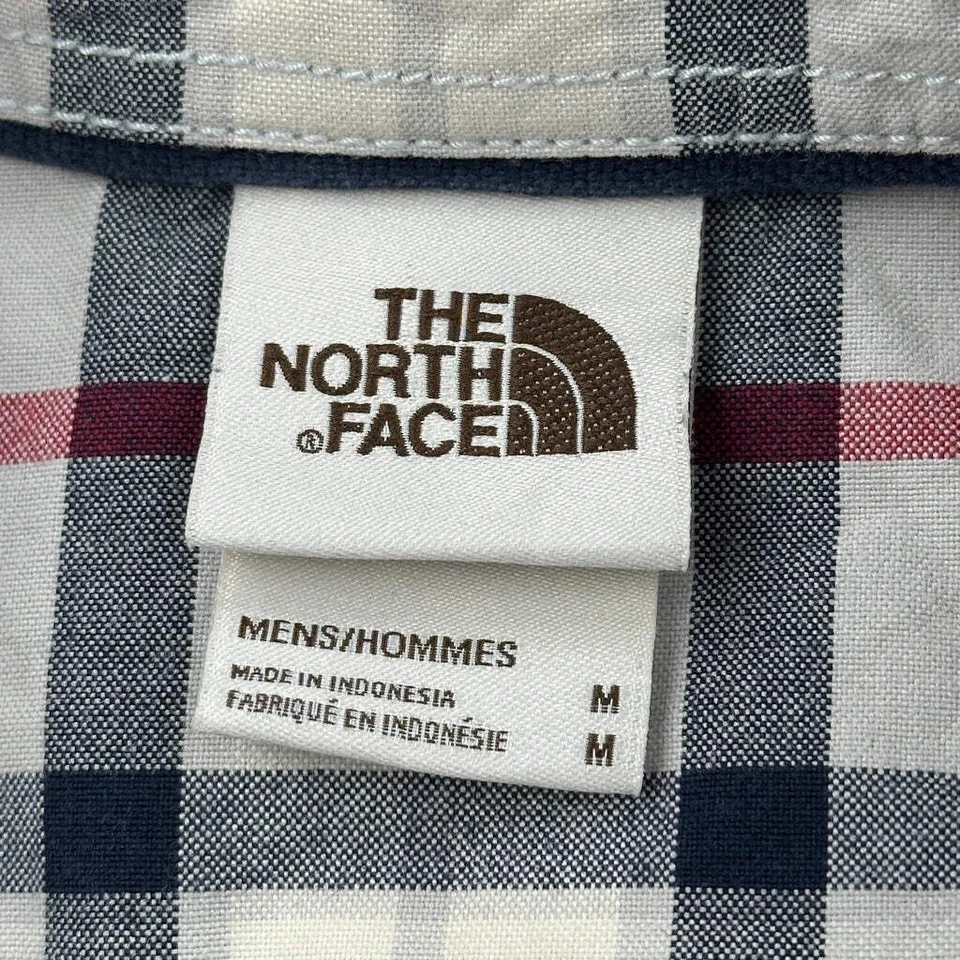 THE
NORTH
®FACE
MENS/HOMMES
MADE IN INDONESIA M
FABRIQUÉ EN INDONÉSIE M